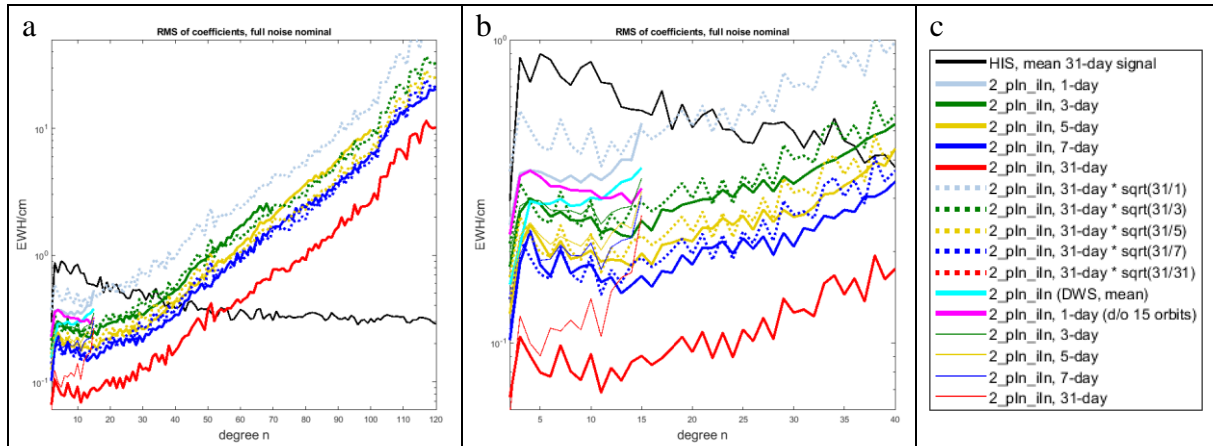 a
RMS of coefficients, full noise nominal
EWH/cm
10^1
10^0
10^-1
10 20 30 40 50 60 70 80 90 100 110 120
degree n
b
RMS of coefficients, full noise nominal
EWH/cm
10^0
10^-1
5 10 15 20 25 30 35 40
degree n
c
HIS, mean 31-day signal
2_pln_iln, 1-day
2_pln_iln, 3-day
2_pln_iln, 5-day
2_pln_iln, 7-day
2_pln_iln, 31-day
2_pln_iln, 31-day * sqrt(31/1)
2_pln_iln, 31-day * sqrt(31/3)
2_pln_iln, 31-day * sqrt(31/5)
2_pln_iln, 31-day * sqrt(31/7)
2_pln_iln, 31-day * sqrt(31/31)
2_pln_iln (DWS, mean)
2_pln_iln, 1-day (d/o 15 orbits)
2_pln_iln, 3-day
2_pln_iln, 5-day
2_pln_iln, 7-day
2_pln_iln, 31-day